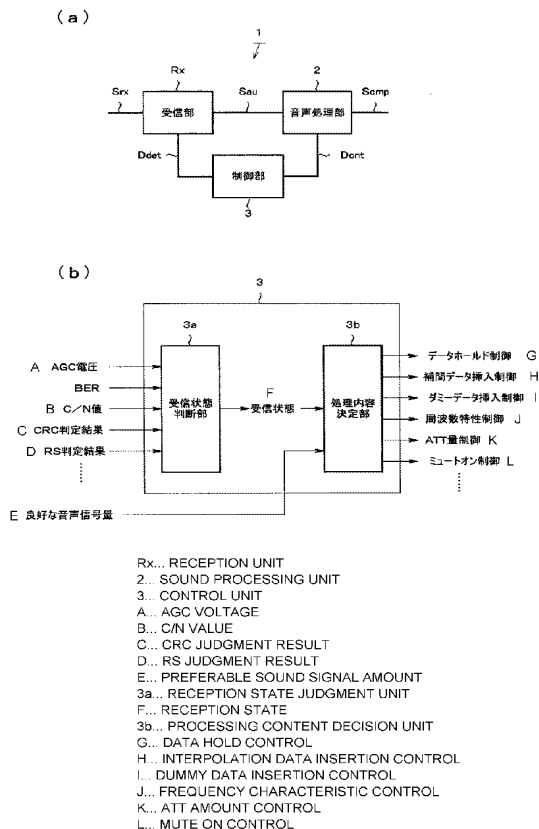 (a)
1
Rx
2
Srx
Sau
Scmp
受信部
音声処理部
Ddet
Dcnt
制御部
3
(b)
3
3a
3b
A AGC電圧
BER
B C／N値
C CRC判定結果
D RS判定結果
E 良好な音声信号量
受信状態
判断部
F
受信状態
処理内容
決定部
データホールド制御 G
補間データ挿入制御 H
ダミーデータ挿入制御 I
周波数特性制御 J
ATT量制御 K
ミュートオン制御 L
Rx... RECEPTION UNIT
2... SOUND PROCESSING UNIT
3... CONTROL UNIT
A... AGC VOLTAGE
B... C/N VALUE
C... CRC JUDGMENT RESULT
D... RS JUDGMENT RESULT
E... PREFERABLE SOUND SIGNAL AMOUNT
3a... RECEPTION STATE JUDGMENT UNIT
F... RECEPTION STATE
3b... PROCESSING CONTENT DECISION UNIT
G... DATA HOLD CONTROL
H... INTERPOLATION DATA INSERTION CONTROL
I... DUMMY DATA INSERTION CONTROL
J... FREQUENCY CHARACTERISTIC CONTROL
K... ATT AMOUNT CONTROL
L... MUTE ON CONTROL